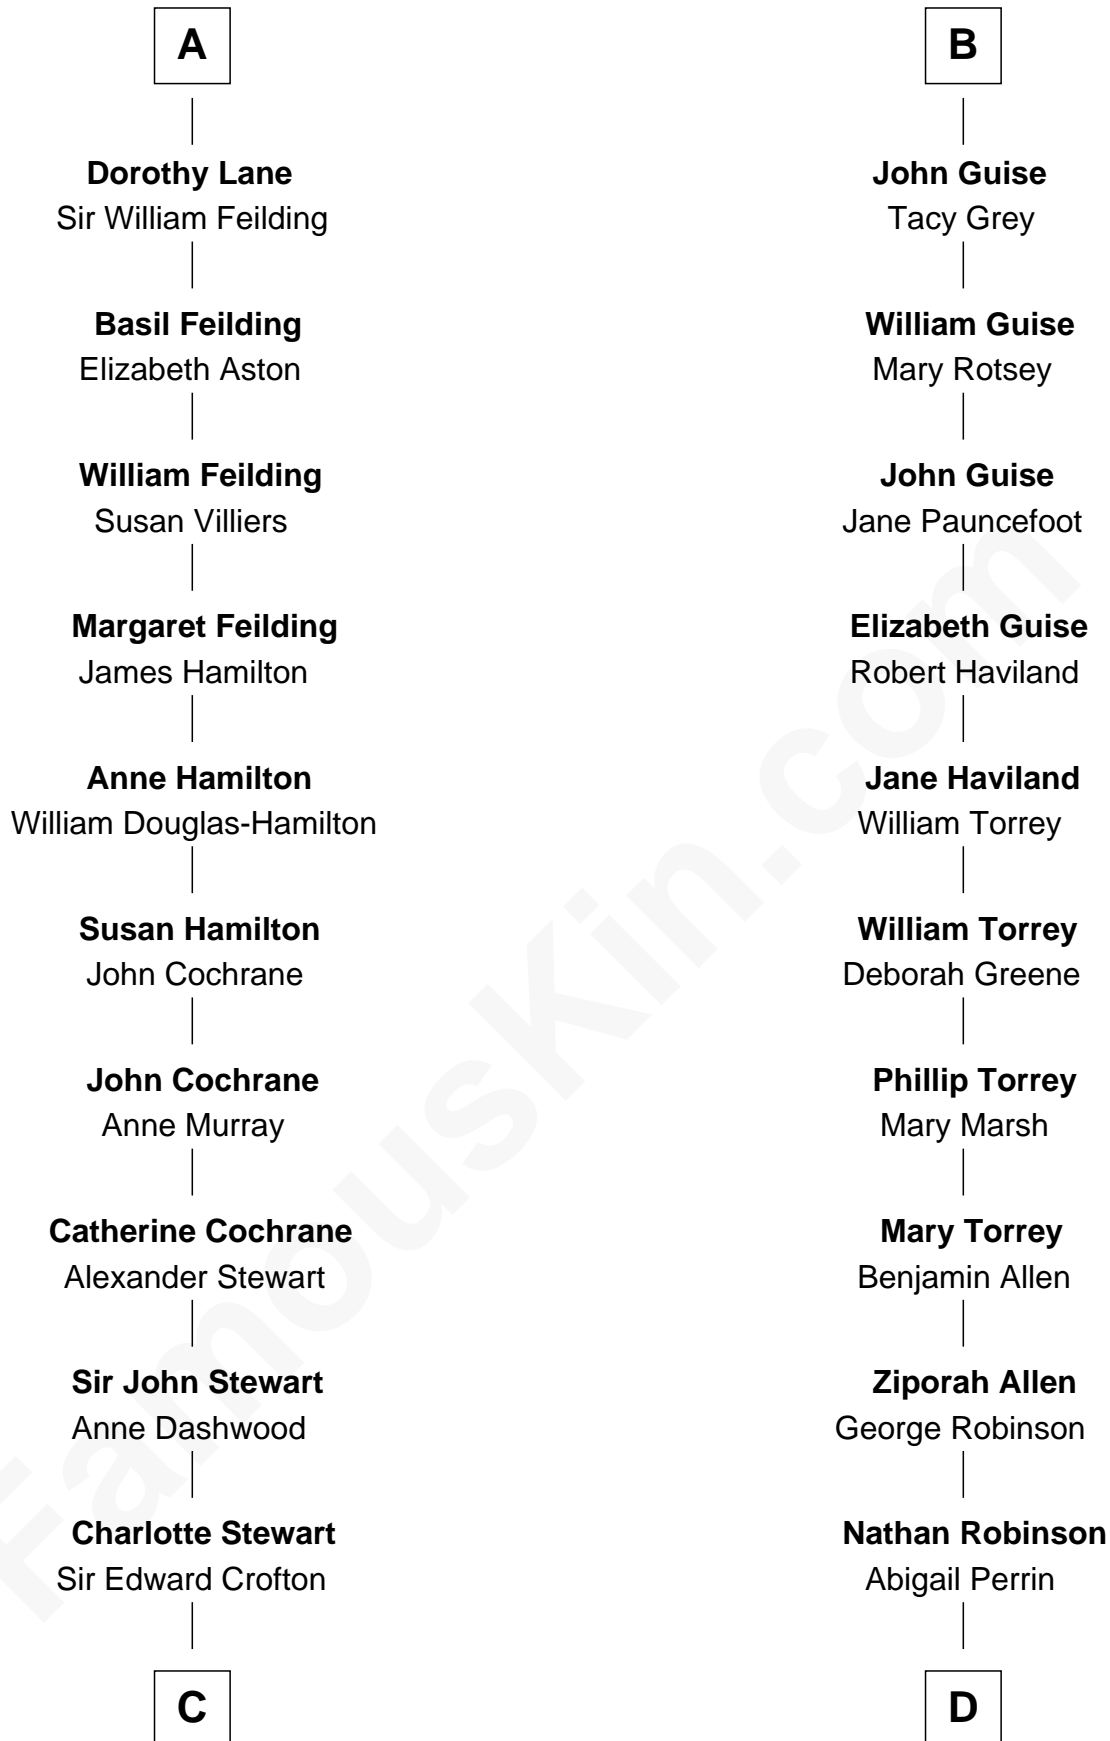 A
Dorothy Lane
Sir William Feilding
Basil Feilding
Elizabeth Aston
William Feilding
Susan Villiers
Margaret Feilding
James Hamilton
Anne Hamilton
William Douglas-Hamilton
Susan Hamilton
John Cochrane
John Cochrane
Anne Murray
Catherine Cochrane
Alexander Stewart
Sir John Stewart
Anne Dashwood
Charlotte Stewart
Sir Edward Crofton
C
B
John Guise
Tacy Grey
William Guise
Mary Rotsey
John Guise
Jane Pauncefoot
Elizabeth Guise
Robert Haviland
Jane Haviland
William Torrey
William Torrey
Deborah Greene
Phillip Torrey
Mary Marsh
Mary Torrey
Benjamin Allen
Ziporah Allen
George Robinson
Nathan Robinson
Abigail Perrin
D
FamousKin.com